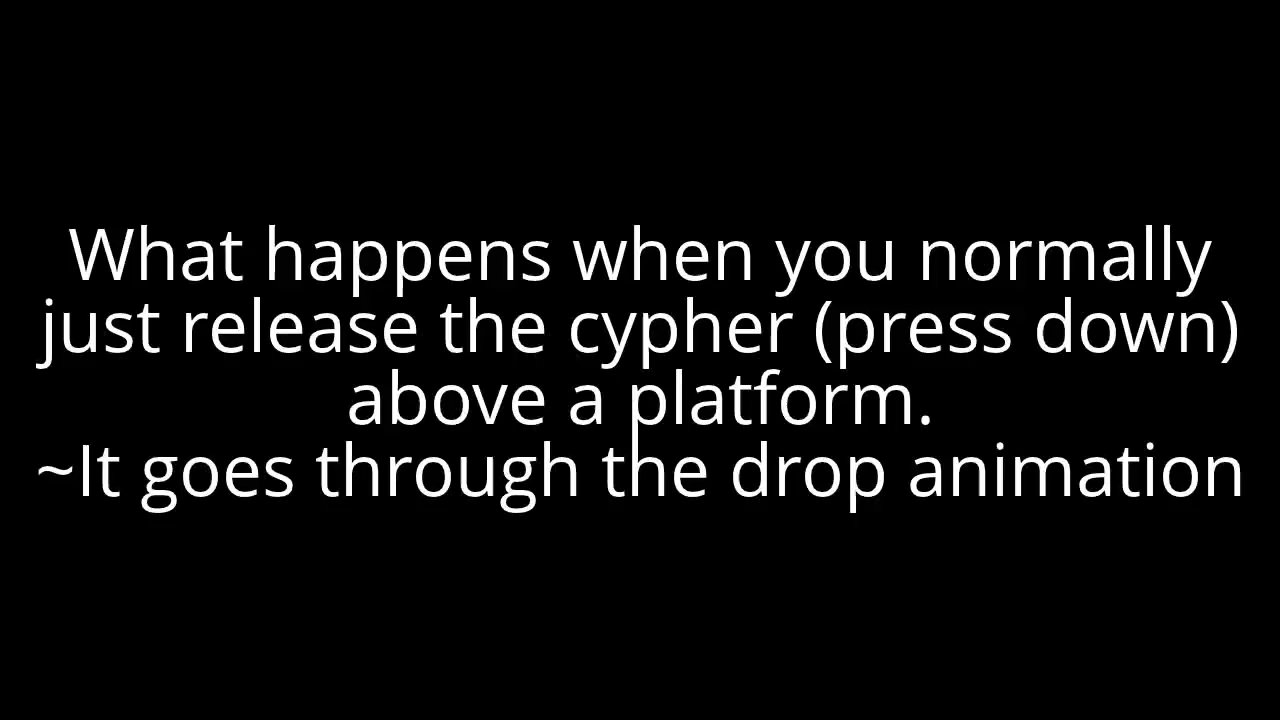 What happens when you normally
just release the cypher (press down)
above a platform.
~It goes through the drop animation